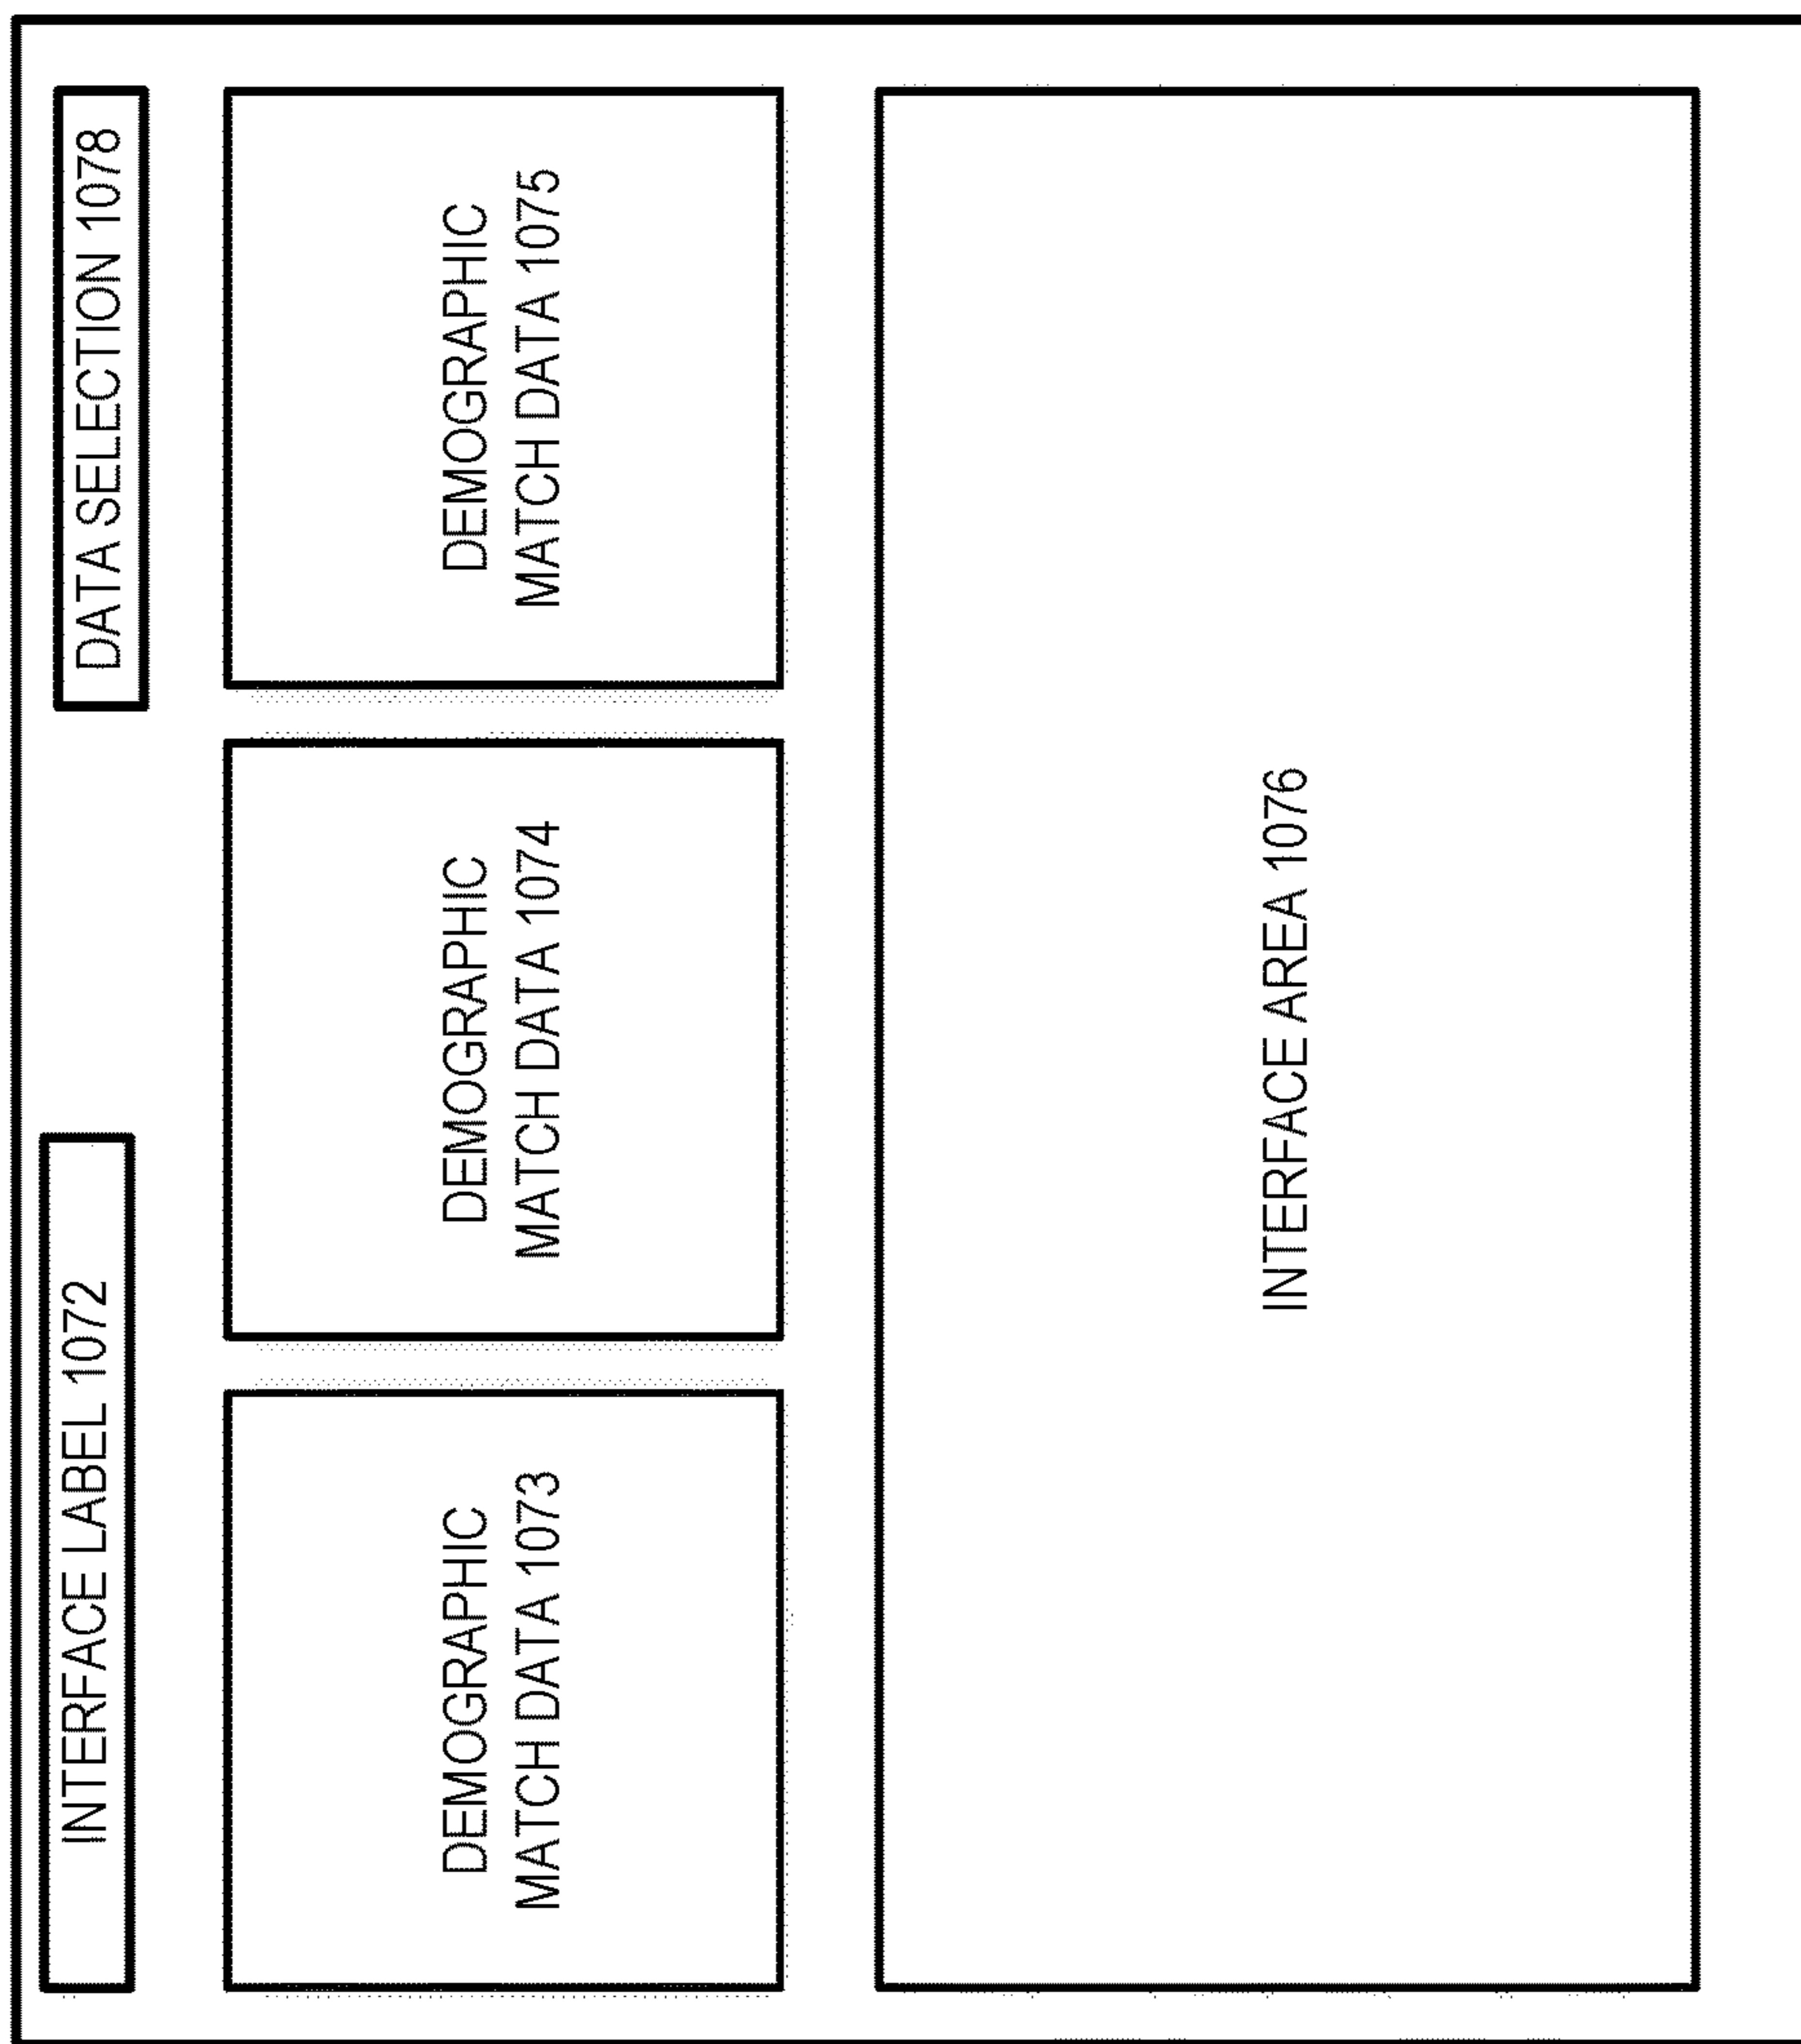 INTERFACE LABEL 1072
DATA SELECTION 1078
DEMOGRAPHIC
MATCH DATA 1073
DEMOGRAPHIC
MATCH DATA 1074
DEMOGRAPHIC
MATCH DATA 1075
INTERFACE AREA 1076